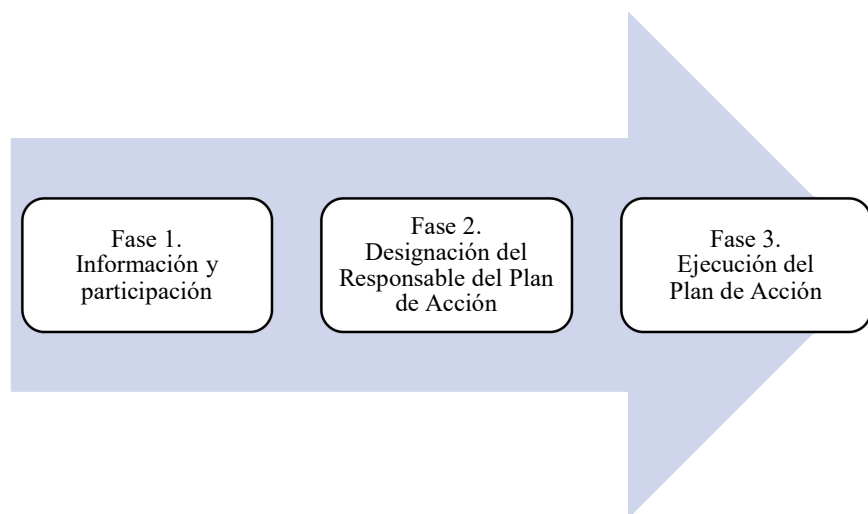 Fase 1.
Información y
participación
Fase 2.
Designación del
Responsable del Plan
de Acción
Fase 3.
Ejecución del
Plan de Acción